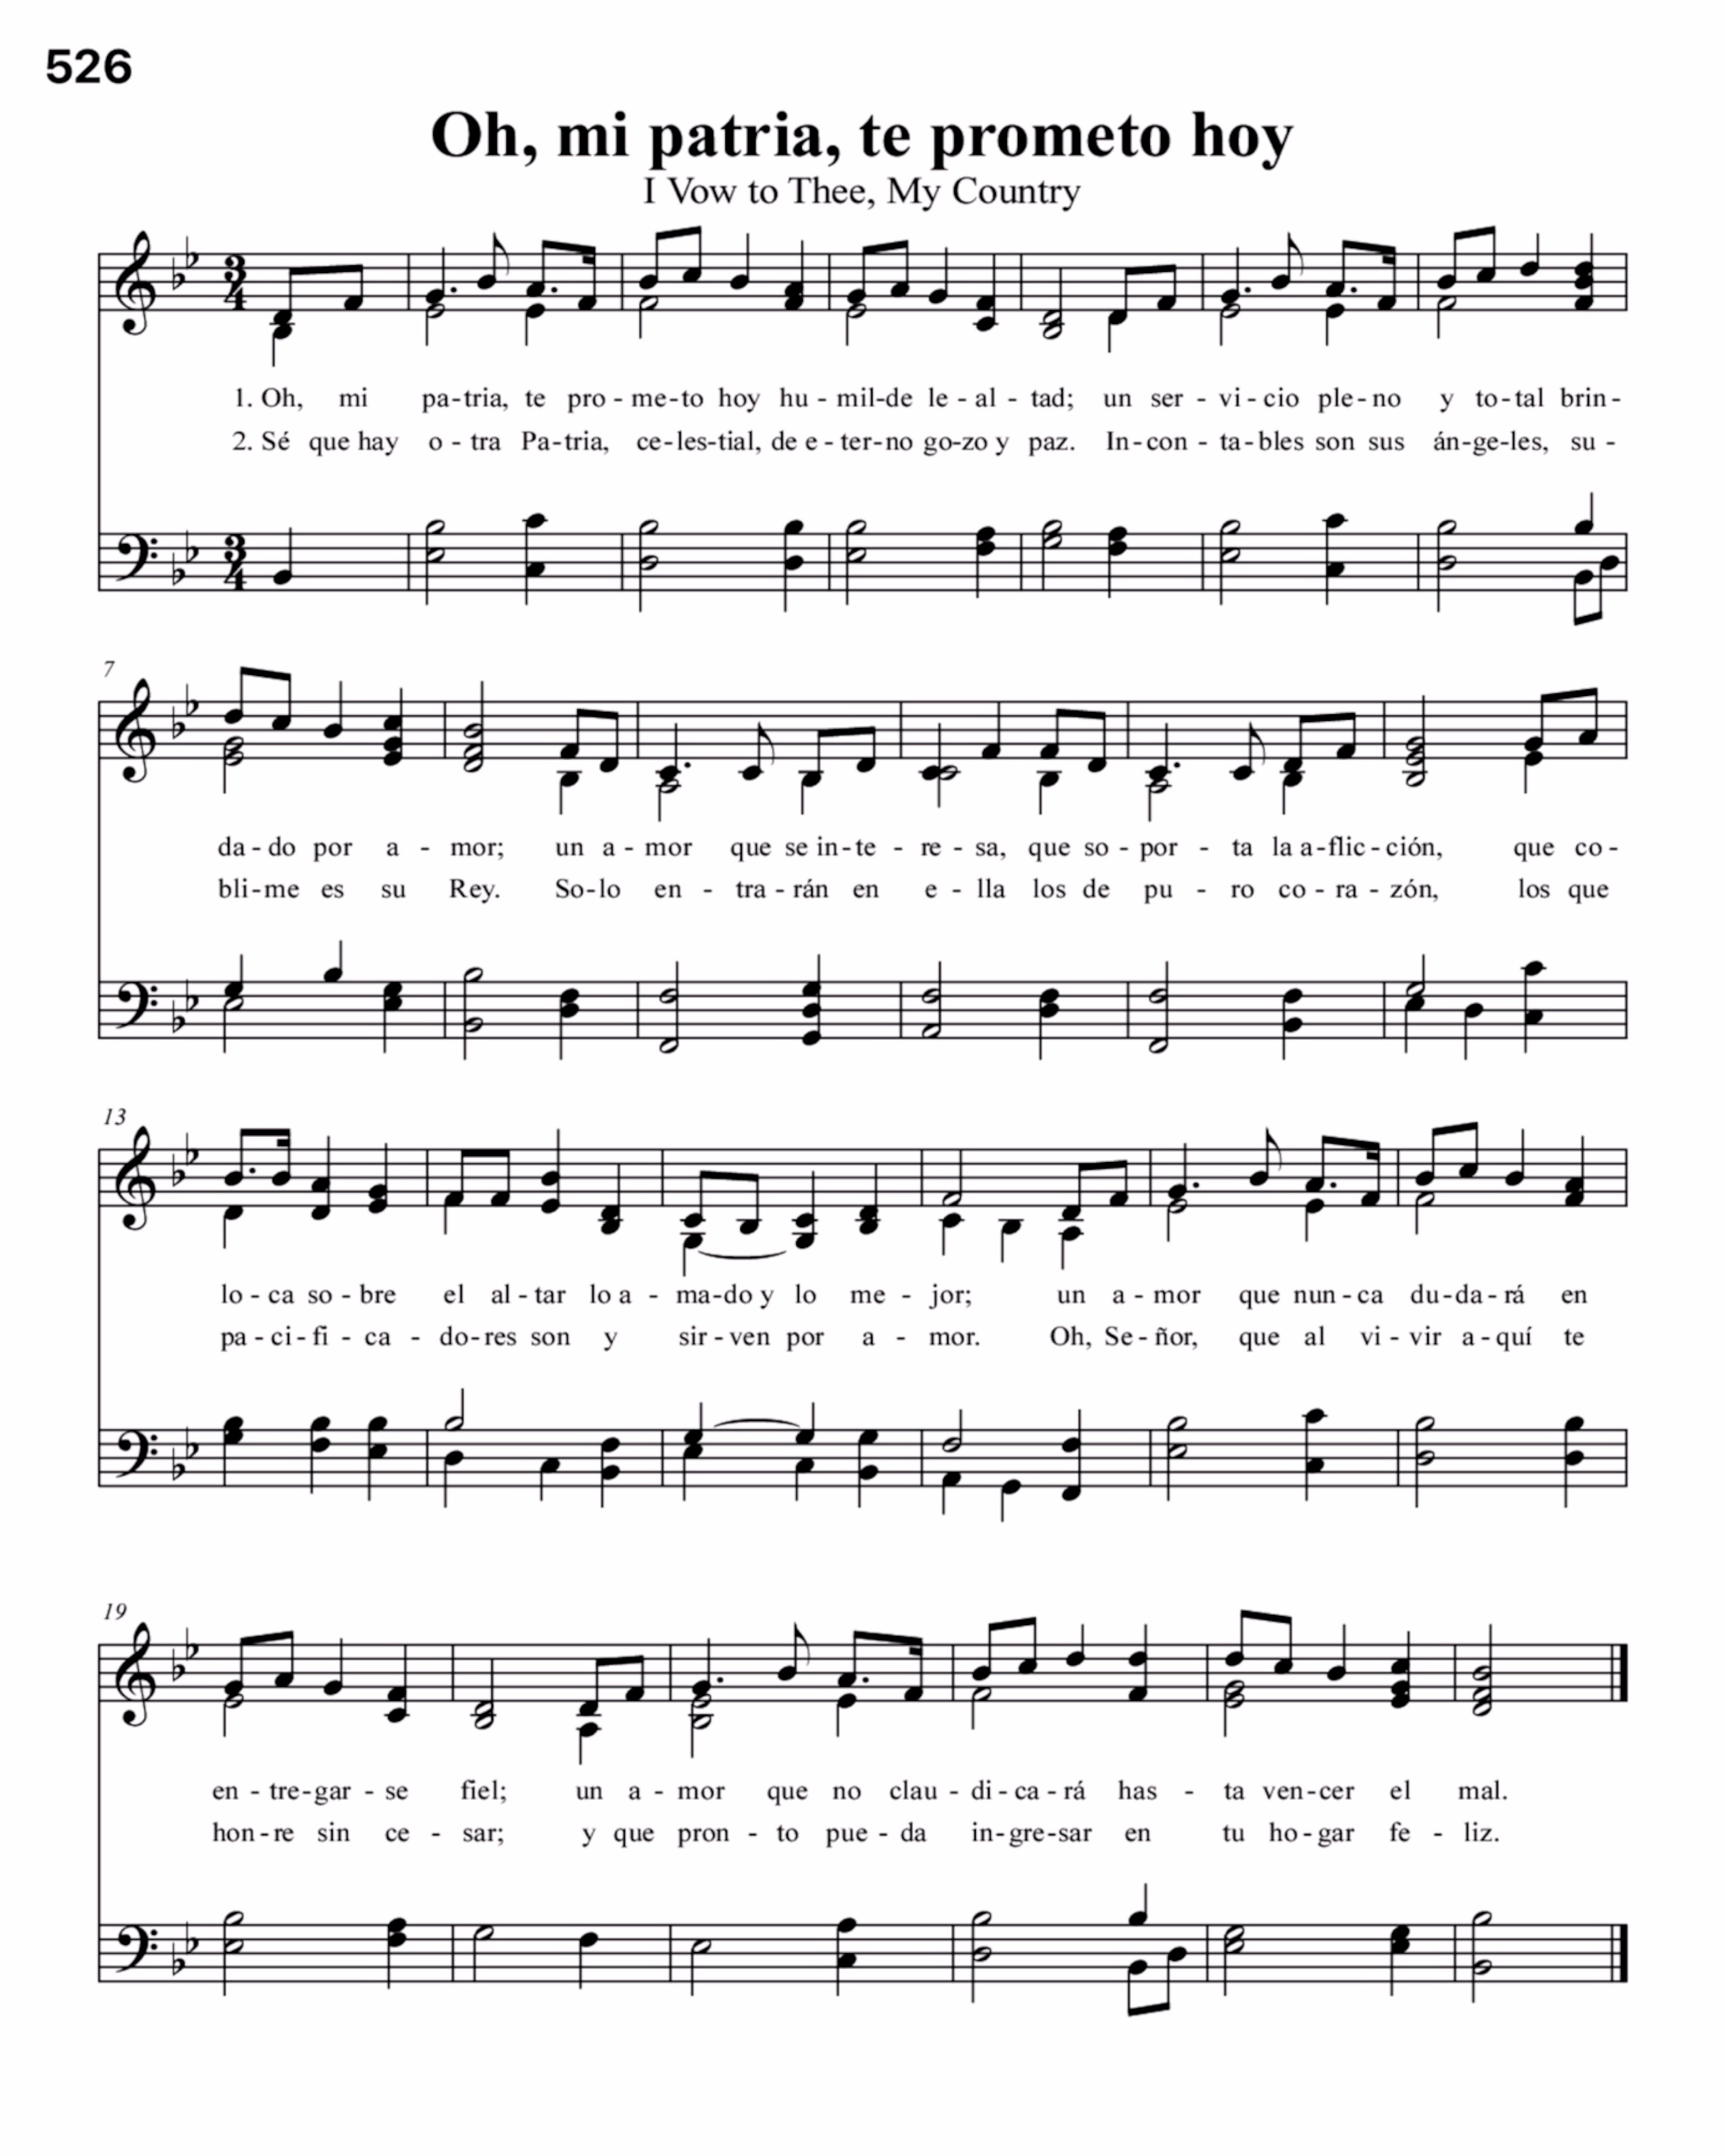 526
Oh, mi patria, te prometo hoy
I Vow to Thee, My Country
3 4
1. Oh, mi pa-tria, te pro - me-to hoy hu - mil-de le - al - tad; un ser - vi - cio ple - no y to-tal brin -
2. Sé que hay o - tra Pa-tria, ce-les-tial, de e - ter-no go-zo y paz. In-con - ta-bles son sus án-ge-les, su -
3 4
7
da - do por a - mor; un a - mor que se in-te - re - sa, que so - por - ta la a-flic - ción, que co -
bli - me es su Rey. So-lo en - tra - rán en e - lla los de pu - ro co - ra - zón, los que
13
lo - ca so - bre el al - tar lo a - ma-do y lo me - jor; un a - mor que nun - ca du-da - rá en
pa - ci - fi - ca - do-res son y sir - ven por a - mor. Oh, Se - ñor, que al vi - vir a - quí te
19
en - tre-gar - se fiel; un a - mor que no clau - di - ca - rá has - ta ven-cer el mal.
hon - re sin ce - sar; y que pron - to pue - da in-gre-sar en tu ho - gar fe - liz.